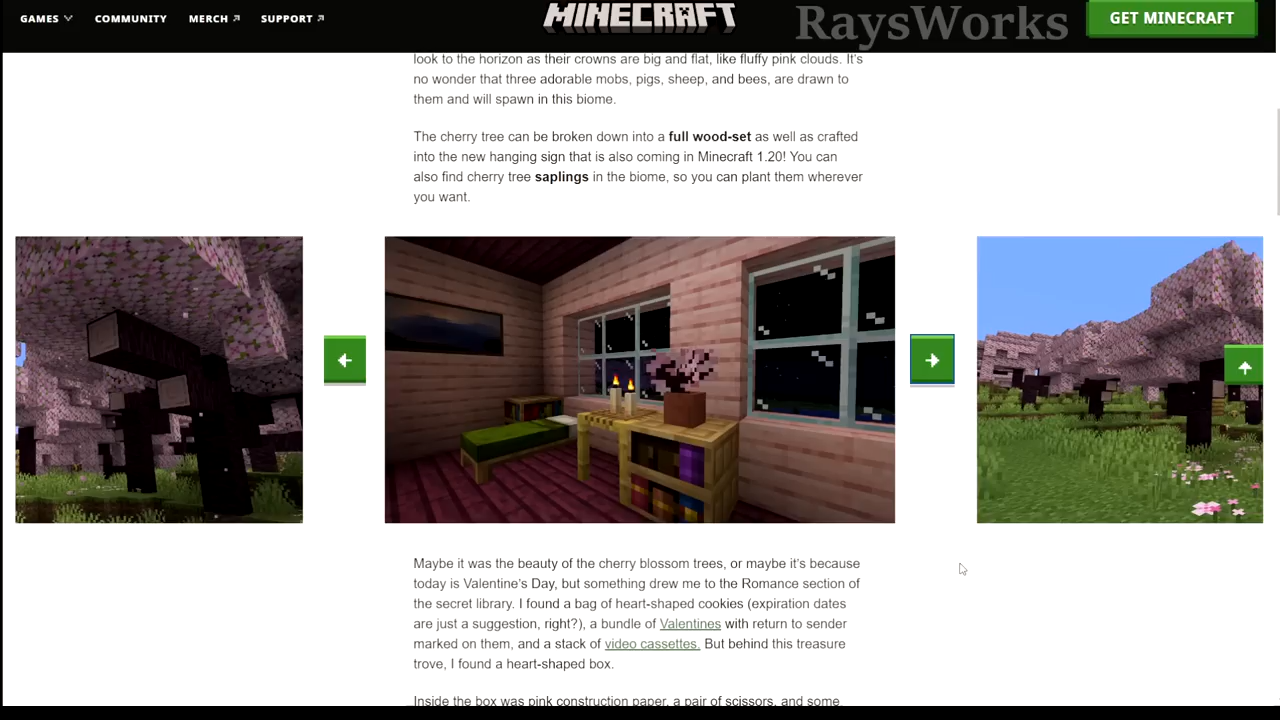 GAMES
COMMUNITY
MERCH
SUPPORT
MINECRAFT
RaysWorks
GET MINECRAFT
look to the horizon as their crowns are big and flat, like fluffy pink clouds. It's
no wonder that three adorable mobs, pigs, sheep, and bees, are drawn to
them and will spawn in this biome.
The cherry tree can be broken down into a full wood-set as well as crafted
into the new hanging sign that is also coming in Minecraft 1.20! You can
also find cherry tree saplings in the biome, so you can plant them wherever
you want.
Maybe it was the beauty of the cherry blossom trees, or maybe it's because
today is Valentine's Day, but something drew me to the Romance section of
the secret library. I found a bag of heart-shaped cookies (expiration dates
are just a suggestion, right?), a bundle of Valentines with return to sender
marked on them, and a stack of video cassettes. But behind this treasure
trove, I found a heart-shaped box.
Inside the box was pink construction paper, a pair of scissors, and some